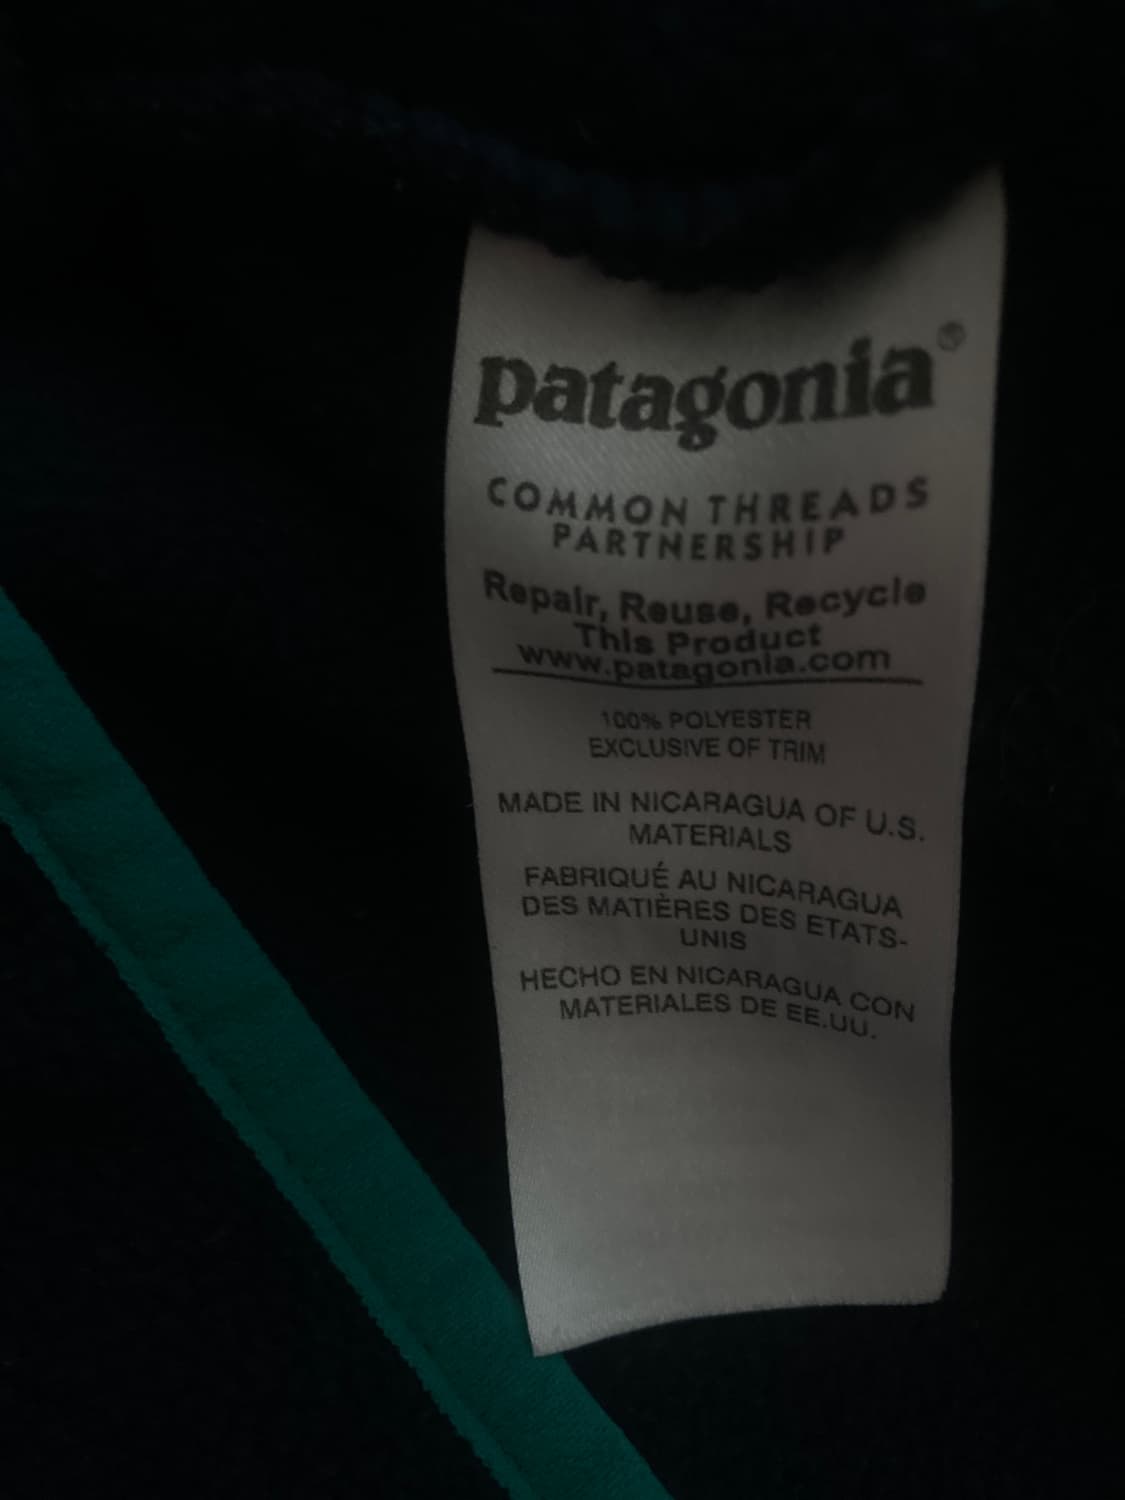 patagonia®
COMMON THREADS
PARTNERSHIP
Repair, Reuse, Recycle
This Product
www.patagonia.com
100% POLYESTER
EXCLUSIVE OF TRIM
MADE IN NICARAGUA OF U.S.
MATERIALS
FABRIQUÉ AU NICARAGUA
DES MATIÈRES DES ETATS-
UNIS
HECHO EN NICARAGUA CON
MATERIALES DE EE.UU.